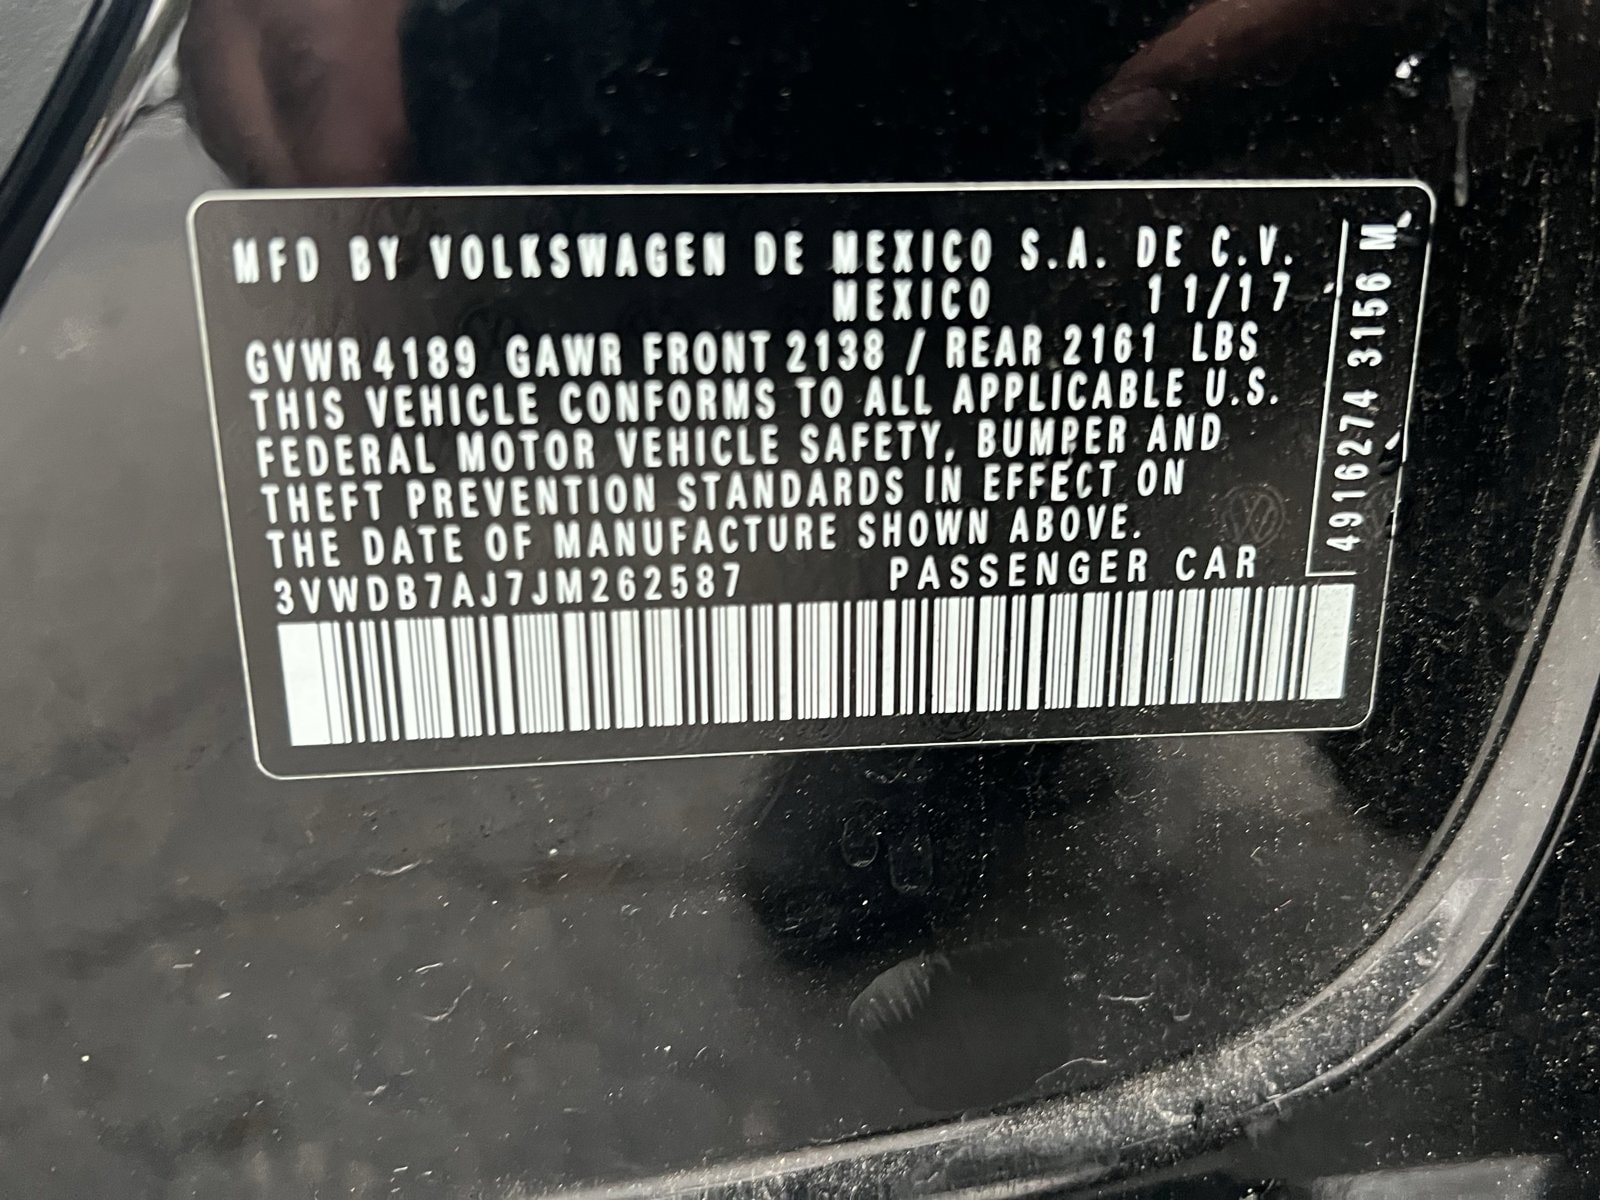 MFD BY VOLKSWAGEN DE MEXICO S.A. DE C.V.
MEXICO 11/17
GVWR 4189 GAWR FRONT 2138 / REAR 2161 LBS
THIS VEHICLE CONFORMS TO ALL APPLICABLE U.S.
FEDERAL MOTOR VEHICLE SAFETY, BUMPER AND
THEFT PREVENTION STANDARDS IN EFFECT ON
THE DATE OF MANUFACTURE SHOWN ABOVE.
3VWDB7AJ7JM262587 PASSENGER CAR
4916274 3156 M